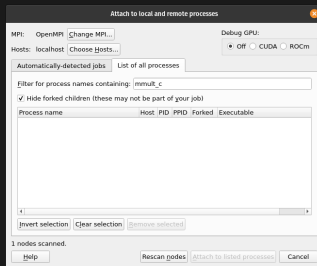 Attach to local and remote processes
MPI: OpenMPI Change MPI...
Debug GPU:
Hosts: localhost Choose Hosts...
Off CUDA ROCm
Automatically-detected jobs List of all processes
Filter for process names containing: mmult_c
Hide forked children (these may not be part of your job)
Process name Host PID PPID Forked Executable
Invert selection Clear selection Remove selected
1 nodes scanned.
Help Rescan nodes Attach to listed processes Cancel